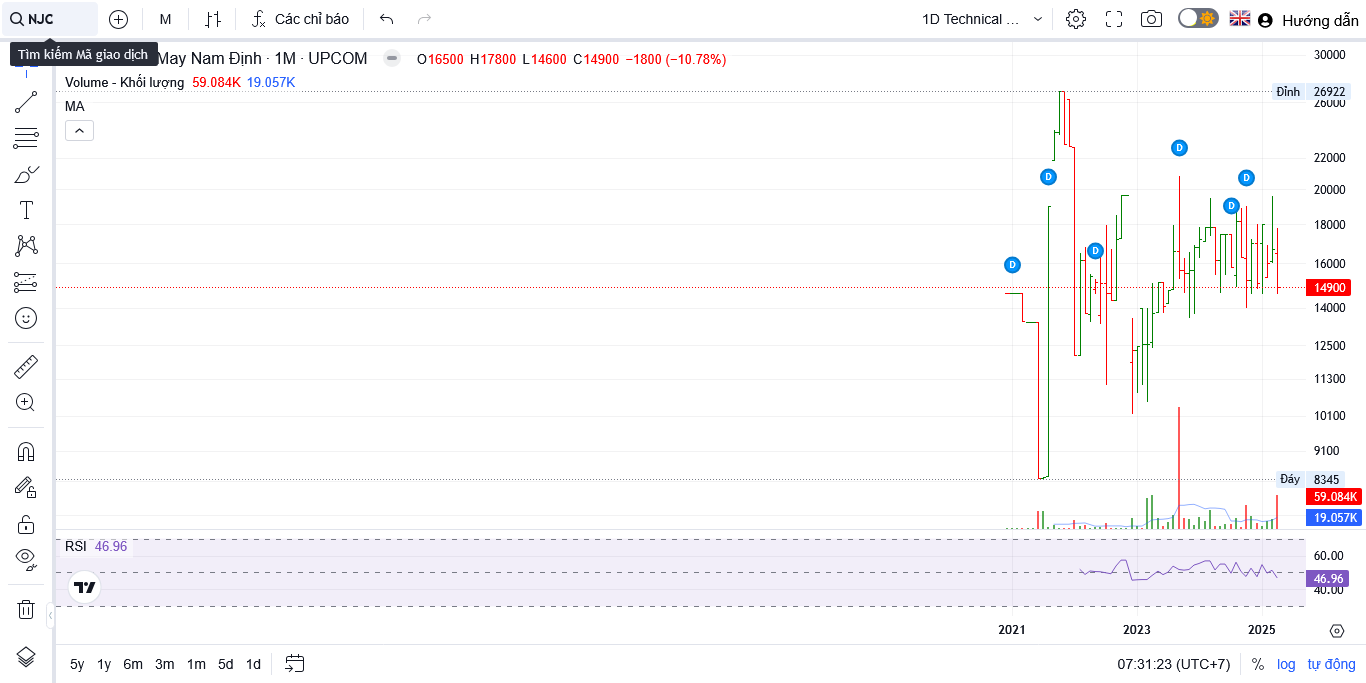 NJC
M
Các chỉ báo
1D Technical ...
Hướng dẫn
Tìm kiếm Mã giao dịch
May Nam Định · 1M · UPCOM
O16500 H17800 L14600 C14900 −1800 (−10.78%)
Volume - Khối lượng 59.084K 19.057K
MA
30000
Đỉnh 26922
26000
D
22000
D D
20000
D
18000
D
D
16000
14900
14000
12500
11300
10100
9100
Đáy 8345
59.084K
19.057K
RSI 46.96
60.00
46.96
40.00
2021 2023 2025
5y 1y 6m 3m 1m 5d 1d
07:31:23 (UTC+7) % log tự động